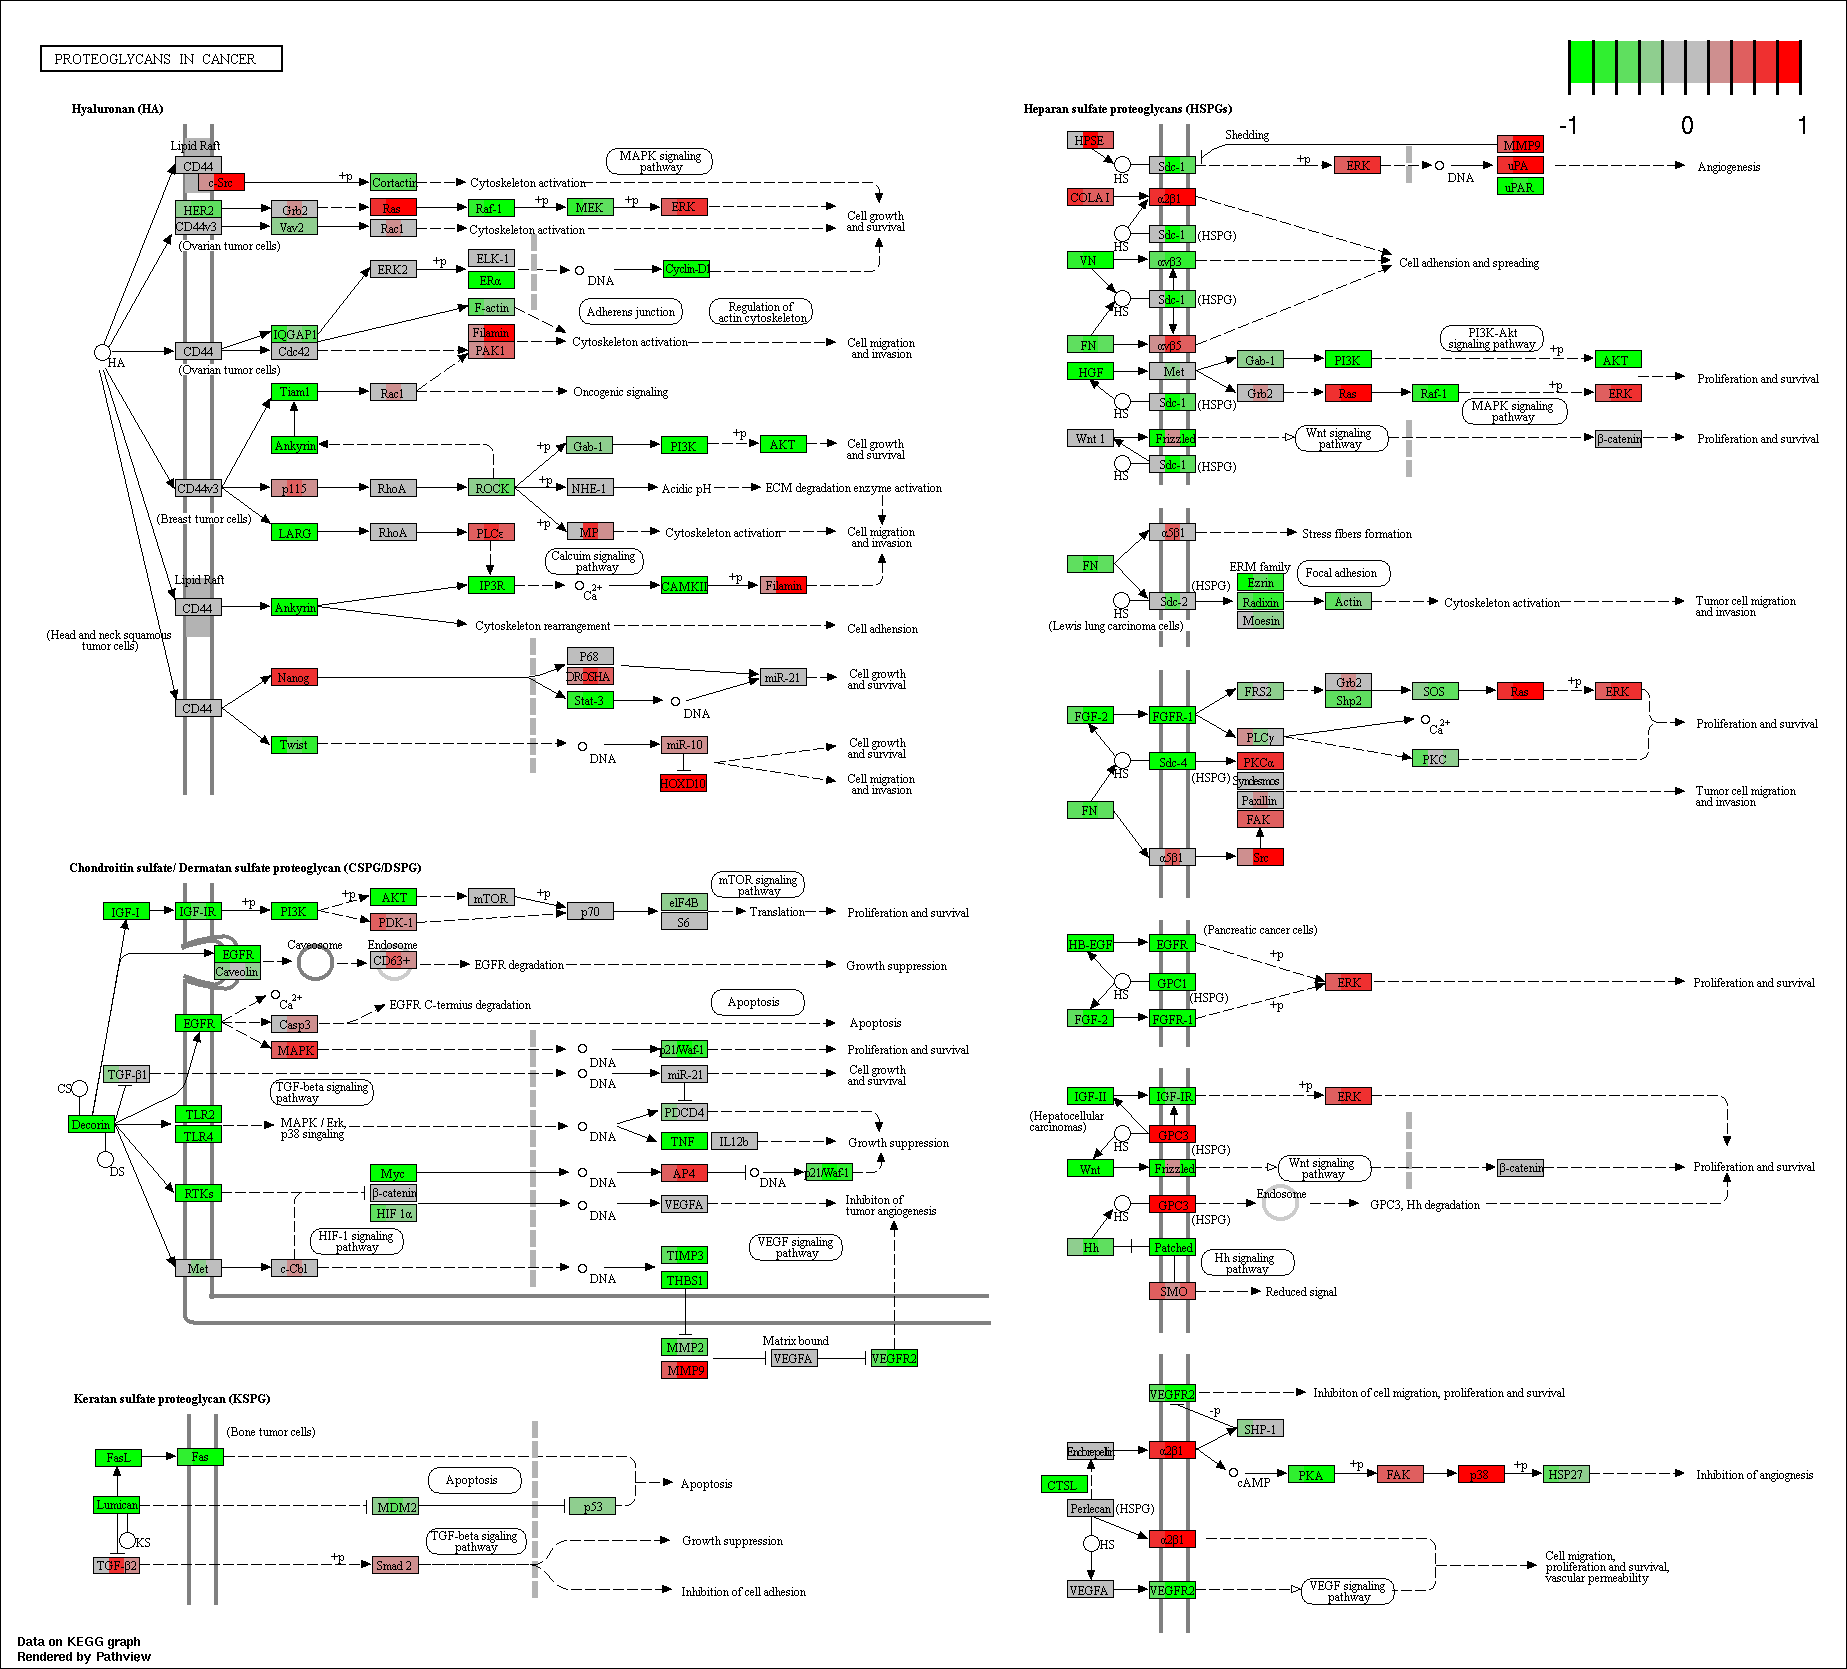 PROTEOGLYCANS IN CANCER
-1
0
1
Hyaluronan (HA)
Lipid Raft
CD44
c-Src
+p
Cortactin
Cytoskeleton activation
MAPK signaling
pathway
HER2
Grb2
Ras
Raf-1
+p
MEK
+p
ERK
Cell growth
and survival
CD44v3
Vav2
Rac1
Cytoskeleton activation
(Ovarian tumor cells)
ERK2
+p
ELK-1
ERα
DNA
Cyclin-D1
F-actin
Adherens junction
Regulation of
actin cytoskeleton
IQGAP1
Filamin
HA
CD44
Cdc42
PAK1
Cytoskeleton activation
Cell migration
and invasion
(Ovarian tumor cells)
Tiam1
Rac1
Oncogenic signaling
Ankyrin
+p
Gab-1
PI3K
+p
AKT
Cell growth
and survival
CD44v3
p115
RhoA
ROCK
+p
NHE-1
Acidic pH
ECM degradation enzyme activation
(Breast tumor cells)
LARG
RhoA
PLCε
+p
MP
Cytoskeleton activation
Cell migration
and invasion
Calcuim signaling
pathway
Lipid Raft
CD44
Ankyrin
IP3R
Ca2+
CAMKII
+p
Filamin
Cytoskeleton rearrangement
Cell adhesion
(Head and neck squamous
tumor cells)
Nanog
P68
DROSHA
miR-21
Cell growth
and survival
Stat-3
DNA
CD44
Twist
DNA
miR-10
Cell growth
and survival
HOXD10
Cell migration
and invasion
Chondroitin sulfate/ Dermatan sulfate proteoglycan (CSPG/DSPG)
IGF-I
IGF-IR
+p
PI3K
+p
AKT
mTOR
+p
p70
eIF4B
S6
mTOR signaling
pathway
Translation
Proliferation and survival
PDK-1
EGFR
Caveolin
Caveosome
Endosome
CD63+
EGFR degradation
Growth suppression
Ca2+
EGFR C-termius degradation
Apoptosis
EGFR
Casp3
Apoptosis
MAPK
DNA
p21/Waf-1
Proliferation and survival
TGF-β1
DNA
miR-21
Cell growth
and survival
CS
TGF-beta signaling
pathway
Decorin
TLR2
TLR4
MAPK / Erk,
p38 singaling
DNA
PDCD4
TNF
IL12b
Growth suppression
DS
Myc
DNA
AP4
DNA
p21/Waf-1
RTKs
β-catenin
HIF 1α
DNA
VEGFA
Inhibiton of
tumor angiogenesis
HIF-1 signaling
pathway
VEGF signaling
pathway
Met
c-Cbl
DNA
TIMP3
THBS1
MMP2
MMP9
Matrix bound
VEGFA
VEGFR2
Keratan sulfate proteoglycan (KSPG)
(Bone tumor cells)
FasL
Fas
Apoptosis
Apoptosis
Lumican
MDM2
p53
KS
TGF-beta sigaling
pathway
Growth suppression
TGF-β2
+p
Smad 2
Inhibition of cell adhesion
Heparan sulfate proteoglycans (HSPGs)
HPSE
Shedding
MMP9
HS
Sdc-1
+p
ERK
DNA
uPA
Angiogenesis
uPAR
COLA1
α2β1
HS
Sdc-1
(HSPG)
VN
αvβ3
Cell adhesion and spreading
HS
Sdc-1
(HSPG)
FN
αvβ5
PI3K-Akt
signaling pathway
HGF
Met
Gab-1
PI3K
+p
AKT
Proliferation and survival
HS
Sdc-1
(HSPG)
Grb2
Ras
Raf-1
+p
ERK
MAPK signaling
pathway
Wnt 1
Frizzled
Wnt signaling
pathway
β-catenin
Proliferation and survival
HS
Sdc-1
(HSPG)
α5β1
Stress fibers formation
FN
ERM family
Focal adhesion
(HSPG)
Ezrin
HS
Sdc-2
Radixin
Moesin
Actin
Cytoskeleton activation
Tumor cell migration
and invasion
(Lewis lung carcinoma cells)
FRS2
Grb2
Shp2
SOS
Ras
+p
ERK
FGF-2
FGFR-1
Ca2+
Proliferation and survival
PLCγ
HS
Sdc-4
(HSPG)
PKCα
PKC
Syndesmos
Paxillin
FAK
Tumor cell migration
and invasion
FN
α5β1
Src
(Pancreatic cancer cells)
HB-EGF
EGFR
+p
HS
GPC1
(HSPG)
ERK
Proliferation and survival
+p
FGF-2
FGFR-1
IGF-II
IGF-IR
+p
ERK
(Hepatocellular
carcinomas)
HS
GPC3
(HSPG)
Wnt
Frizzled
Wnt signaling
pathway
β-catenin
Proliferation and survival
Endosome
HS
GPC3
(HSPG)
GPC3, Hh degradation
Hh
Patched
Hh signaling
pathway
SMO
Reduced signal
VEGFR2
Inhibiton of cell migration, proliferation and survival
-p
SHP-1
Endorepelin
α2β1
cAMP
PKA
+p
FAK
p38
+p
HSP27
Inhibition of angiognesis
CTSL
Perlecan
(HSPG)
HS
α2β1
Cell migration,
proliferation and survival,
vascular permeability
VEGFA
VEGFR2
VEGF signaling
pathway
Data on KEGG graph
Rendered by Pathview